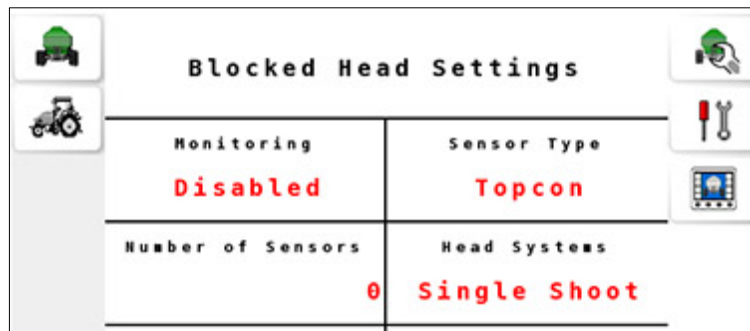 Blocked Head Settings
Monitoring
Sensor Type
Disabled
Topcon
Number of Sensors
Head Systems
0
Single Shoot